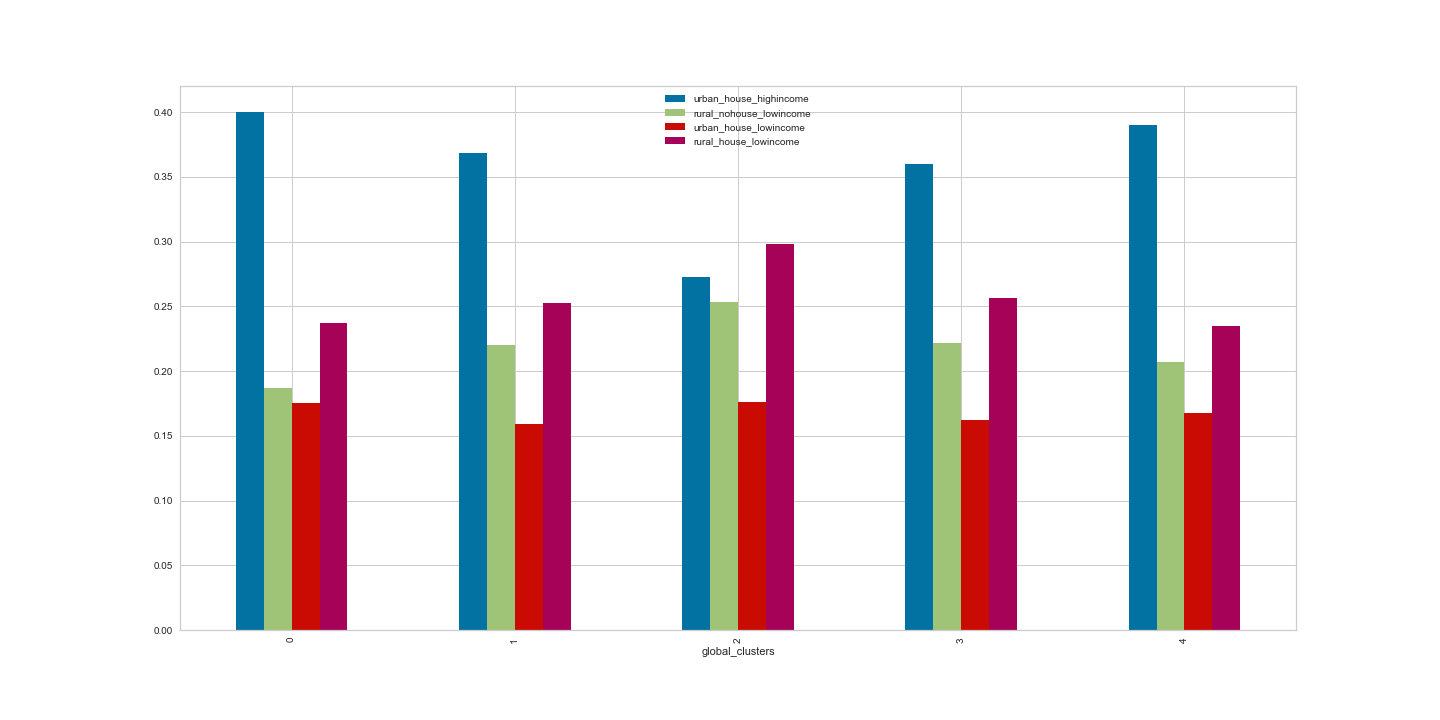 urban_house_highincome
rural_nohouse_lowincome
urban_house_lowincome
rural_house_lowincome
0.40
0.35
0.30
0.25
0.20
0.15
0.10
0.05
0.00
0
1
2
3
4
global_clusters